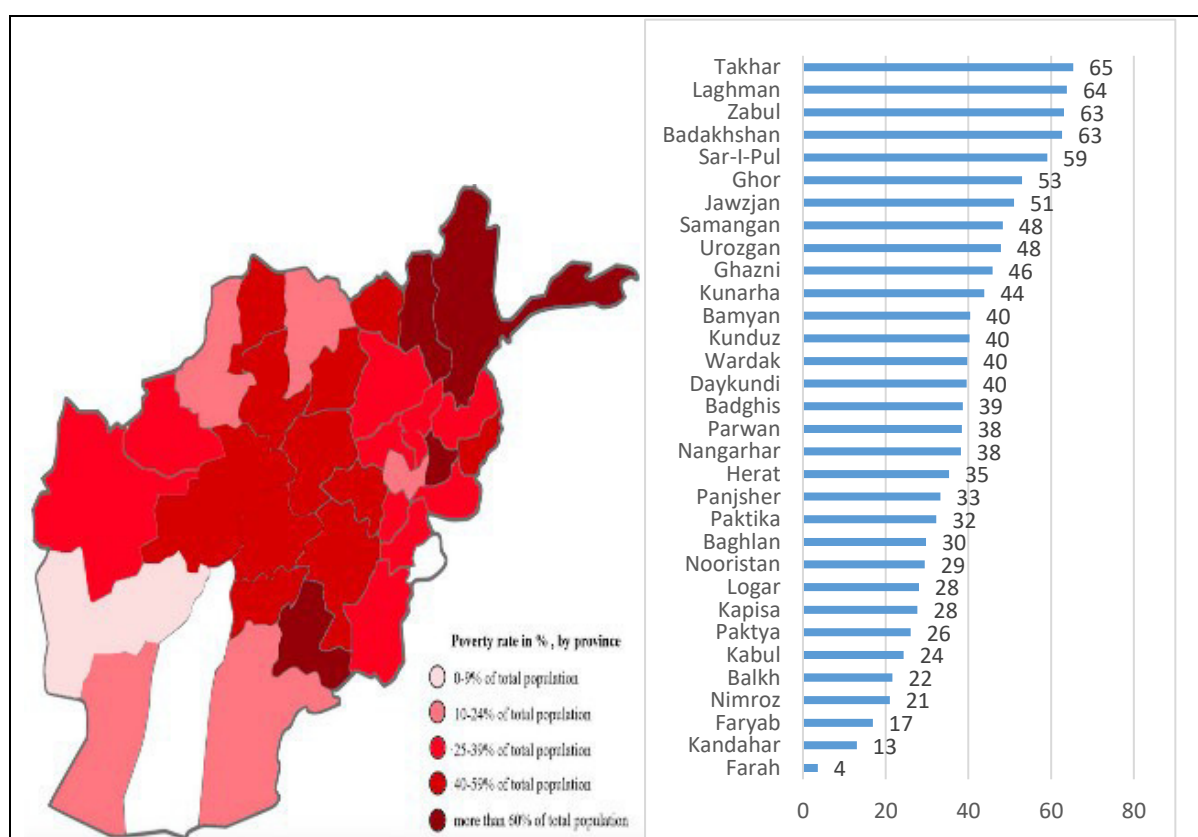 Takhar 65
Laghman 64
Zabul 63
Badakhshan 63
Sar-I-Pul 59
Ghor 53
Jawzjan 51
Samangan 48
Urozgan 48
Ghazni 46
Kunarha 44
Bamyan 40
Kunduz 40
Wardak 40
Daykundi 40
Badghis 39
Parwan 38
Nangarhar 38
Herat 35
Panjsher 33
Paktika 32
Baghlan 30
Nooristan 29
Logar 28
Kapisa 28
Paktya 26
Kabul 24
Balkh 22
Nimroz 21
Faryab 17
Kandahar 13
Farah 4
0 20 40 60 80
Poverty rate in % , by province
0-9% of total population
10-24% of total population
25-39% of total population
40-59% of total population
more than 60% of total population